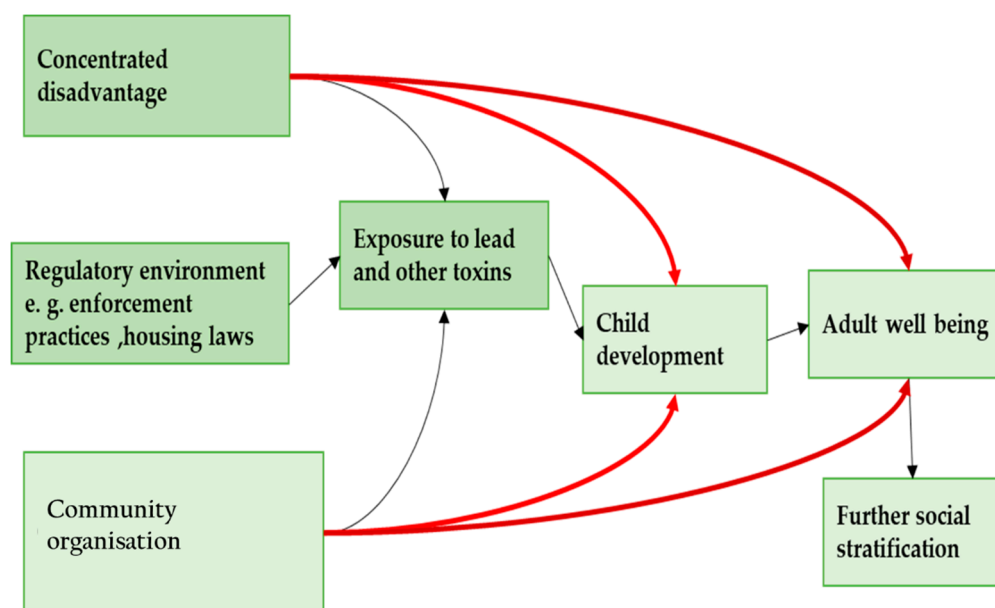 Concentrated
disadvantage
Exposure to lead
and other toxins
Regulatory environment
e. g. enforcement
practices ,housing laws
Child
development
Adult well being
Community
organisation
Further social
stratification